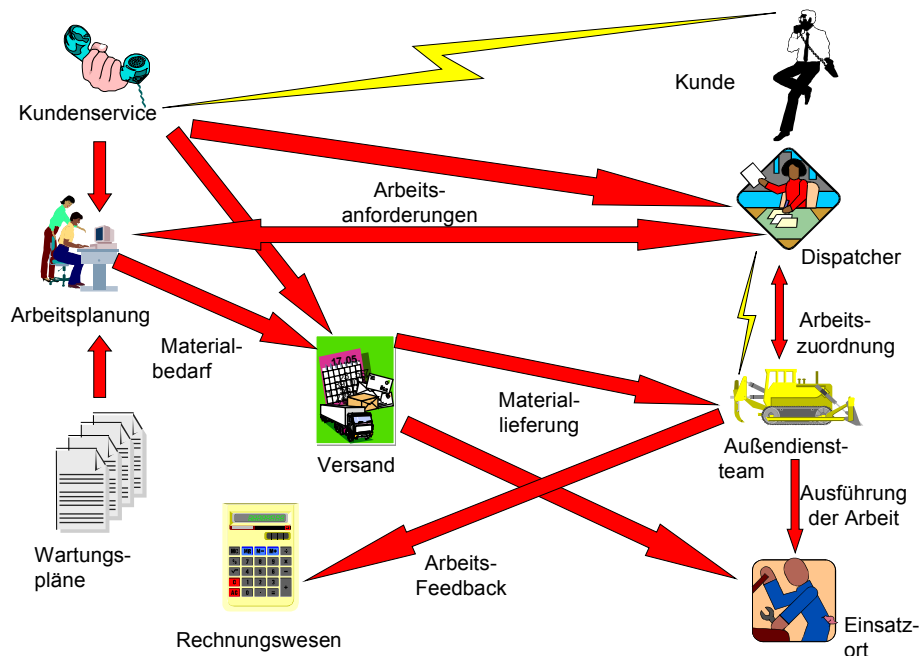 Kunde
Kundenservice
Arbeits-
anforderungen
Dispatcher
Arbeitsplanung
Arbeits-
zuordnung
Material-
bedarf
17.05
Material-
lieferung
Versand
Außendienst-
team
Ausführung
der Arbeit
Wartungs-
pläne
Arbeits-
Feedback
Rechnungswesen
Einsatz-
ort